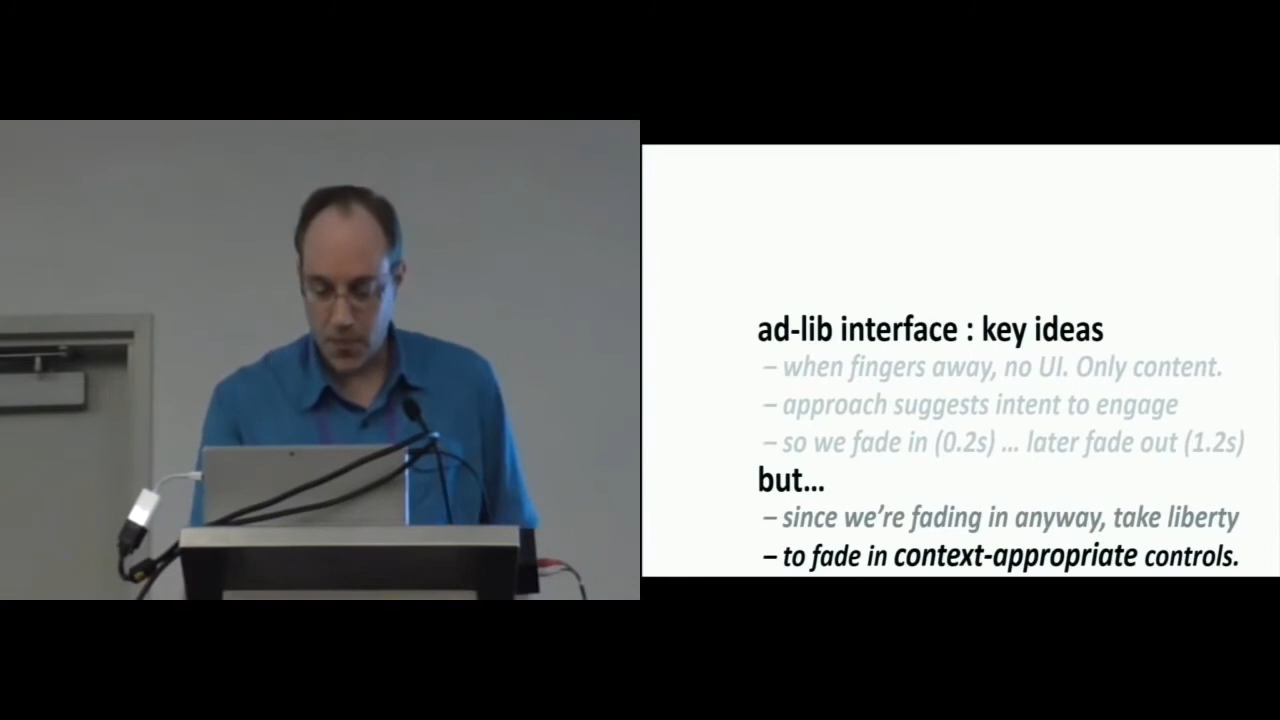 ad-lib interface : key ideas
– when fingers away, no UI. Only content.
– approach suggests intent to engage
– so we fade in (0.2s) ... later fade out (1.2s)
but...
– since we’re fading in anyway, take liberty
– to fade in context-appropriate controls.